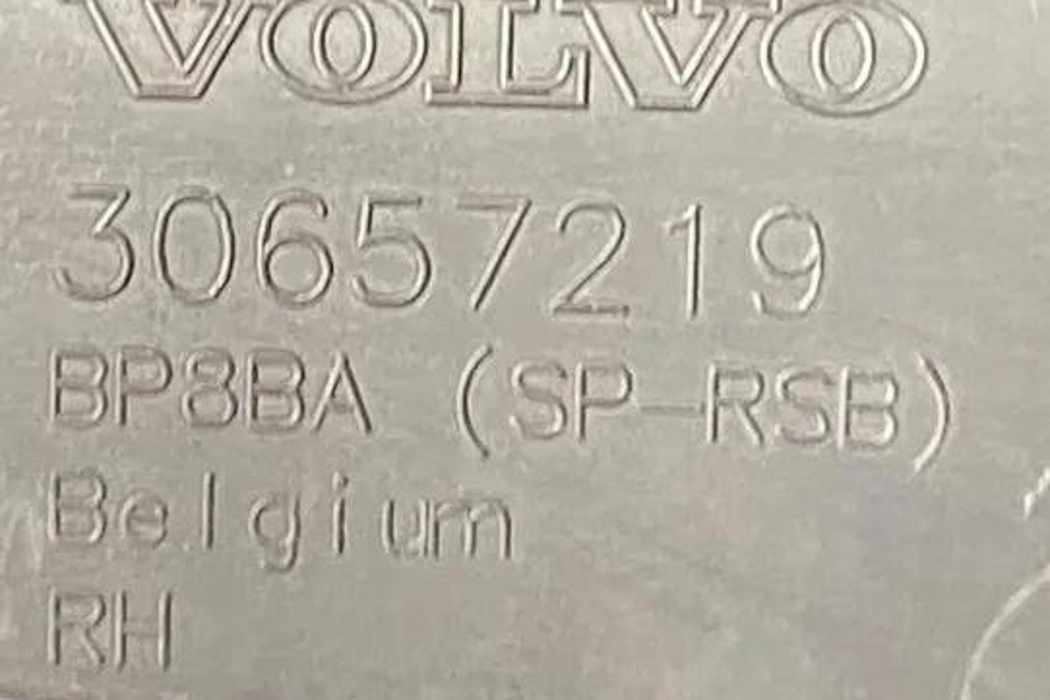 VOLVO
30657219
BP8BA (SP-RSB)
Belgium
RH